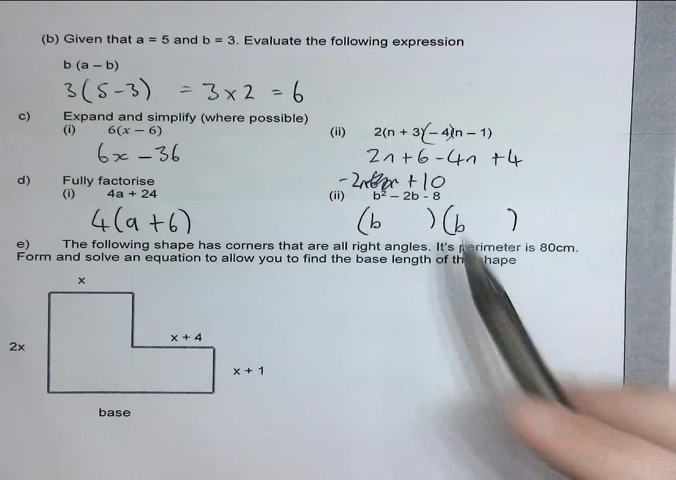 (b) Given that a = 5 and b = 3. Evaluate the following expression
b (a – b)
3(5-3) = 3 x 2 = 6
c) Expand and simplify (where possible)
(i) 6(x – 6) (ii) 2(n + 3)(– 4)(n – 1)
6x - 36 2n + 6 - 4n + 4
-2n + 10
d) Fully factorise
(i) 4a + 24 (ii) b² – 2b - 8
4(a + 6) (b )(b )
e) The following shape has corners that are all right angles. It's perimeter is 80cm.
Form and solve an equation to allow you to find the base length of the shape
x
x + 4
2x
x + 1
base